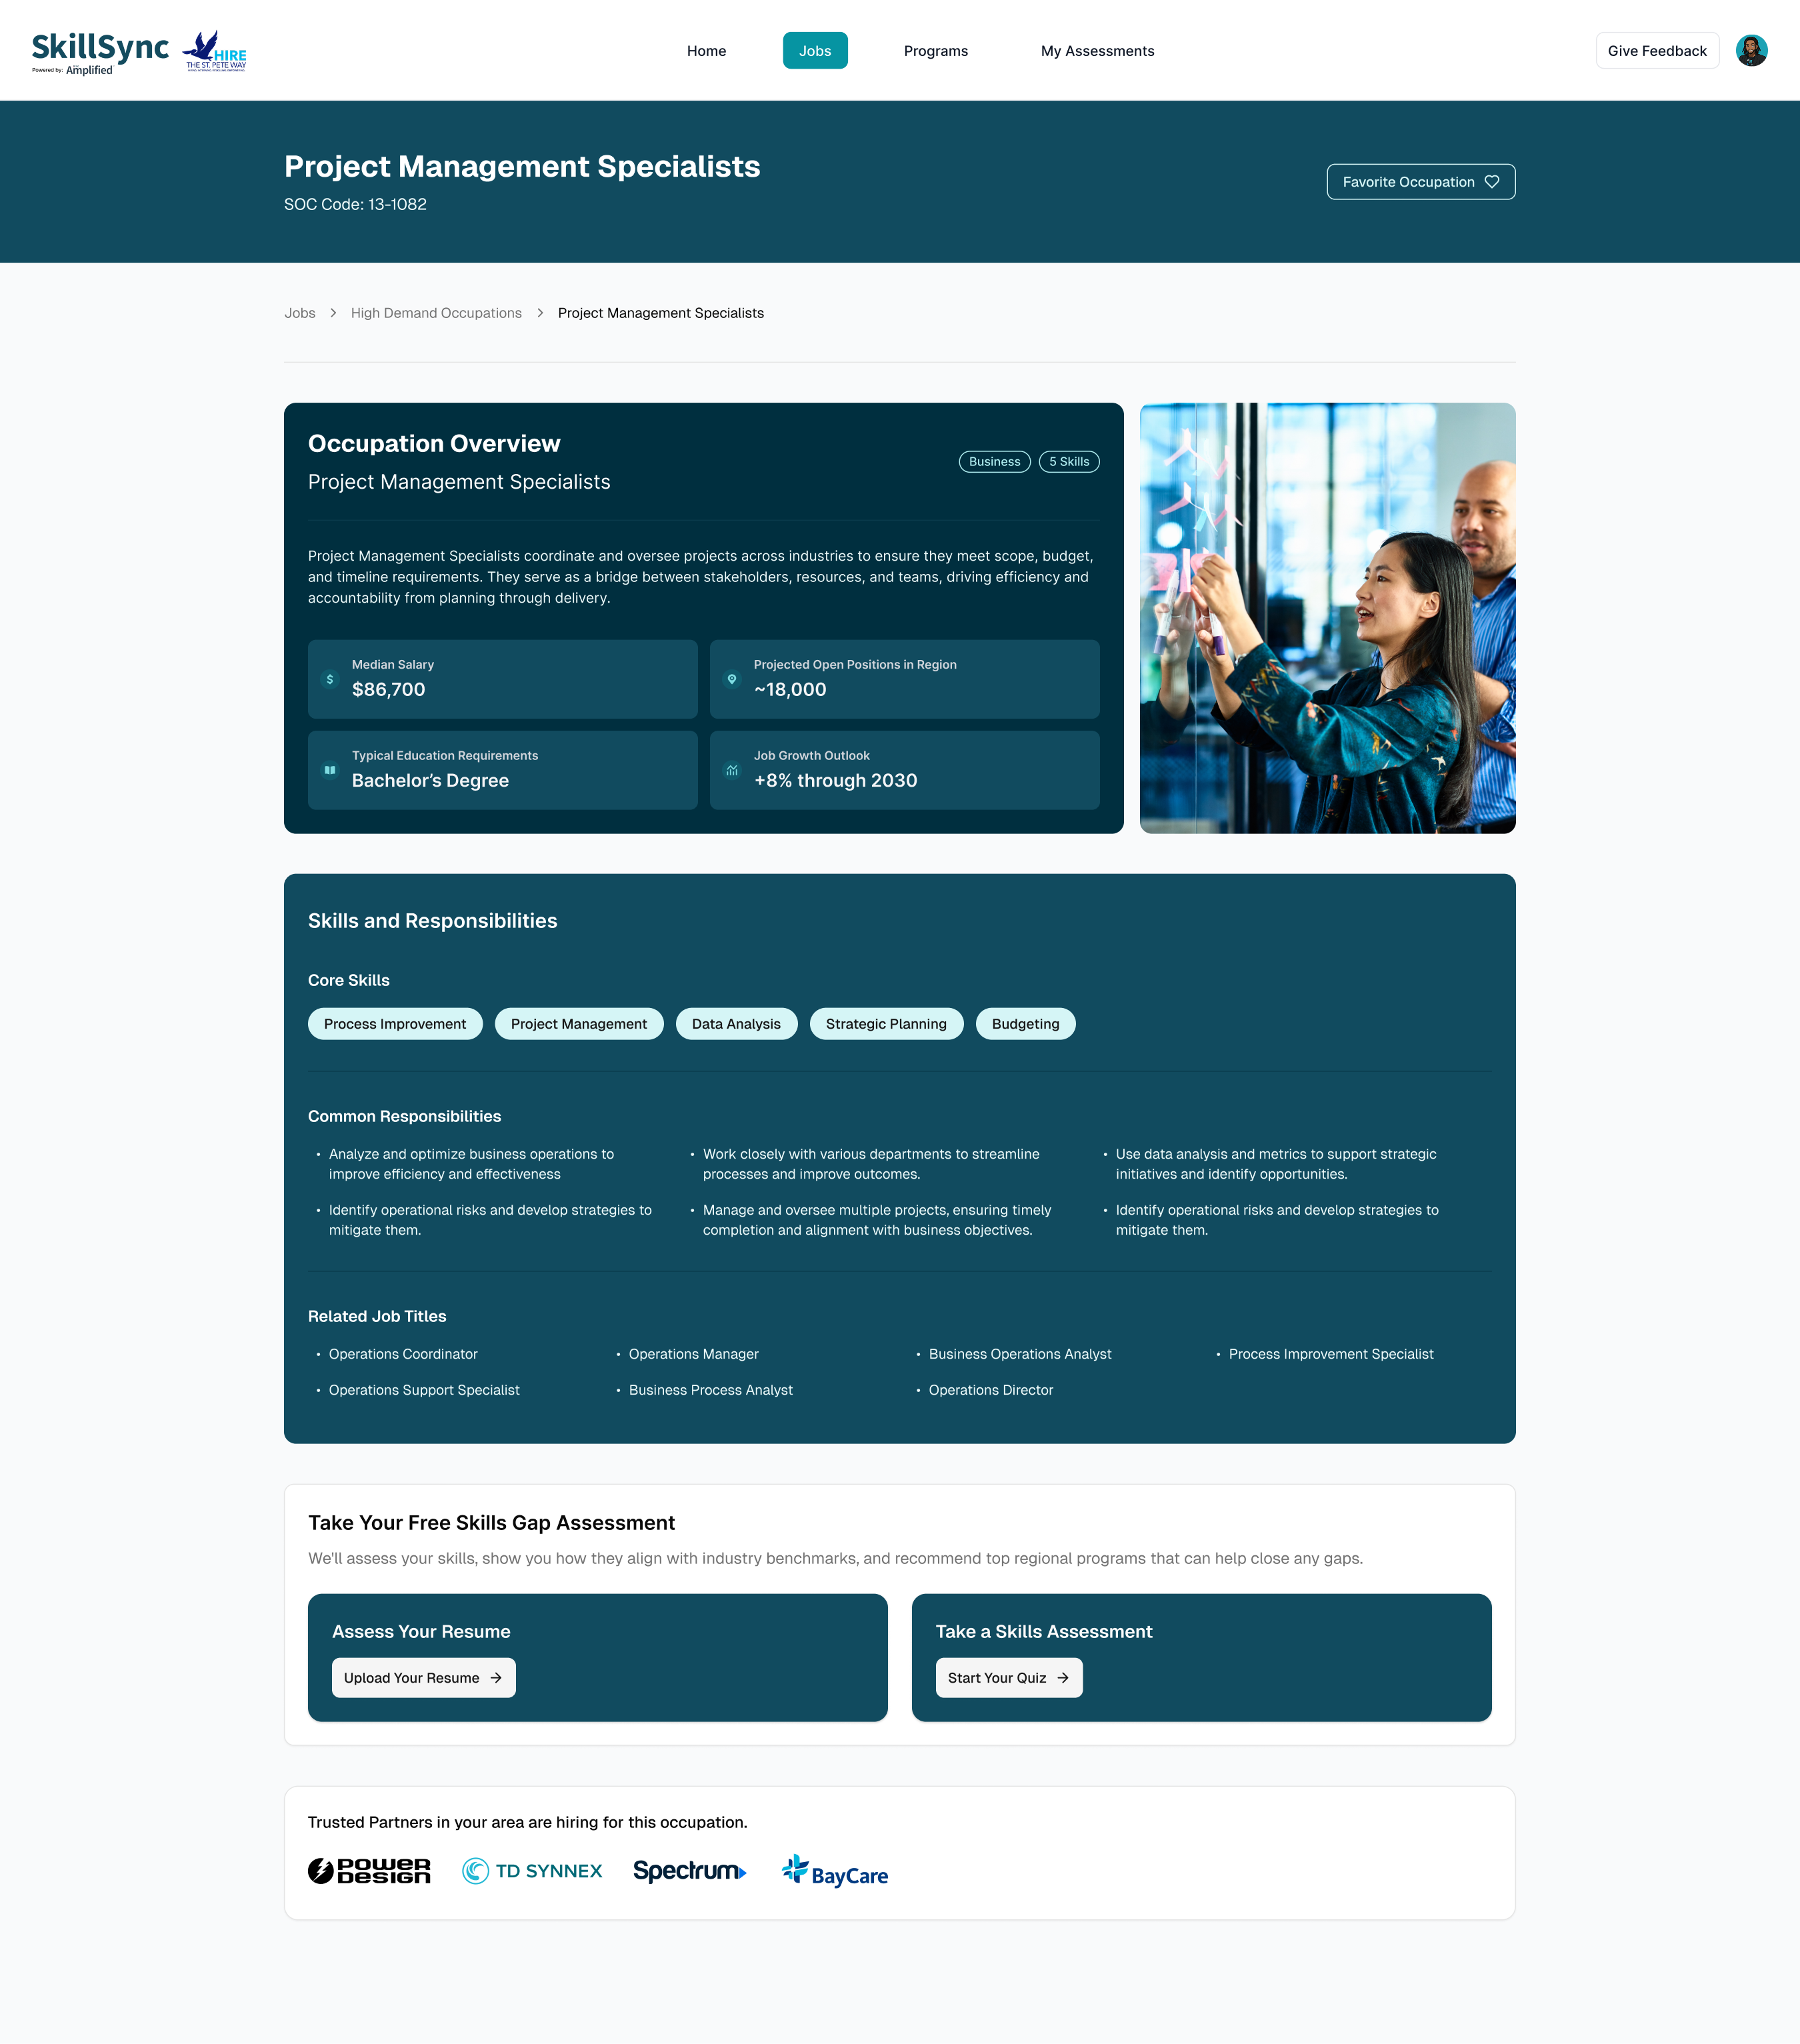 SkillSync
Powered by: Amplified
HIRE
THE ST. PETE WAY
Home
Jobs
Programs
My Assessments
Give Feedback
Project Management Specialists
SOC Code: 13-1082
Favorite Occupation
Jobs
High Demand Occupations
Project Management Specialists
Occupation Overview
Project Management Specialists
Business
5 Skills
Project Management Specialists coordinate and oversee projects across industries to ensure they meet scope, budget,
and timeline requirements. They serve as a bridge between stakeholders, resources, and teams, driving efficiency and
accountability from planning through delivery.
Median Salary
$86,700
Projected Open Positions in Region
~18,000
Typical Education Requirements
Bachelor’s Degree
Job Growth Outlook
+8% through 2030
Skills and Responsibilities
Core Skills
Process Improvement
Project Management
Data Analysis
Strategic Planning
Budgeting
Common Responsibilities
• Analyze and optimize business operations to
improve efficiency and effectiveness
• Work closely with various departments to streamline
processes and improve outcomes.
• Use data analysis and metrics to support strategic
initiatives and identify opportunities.
• Identify operational risks and develop strategies to
mitigate them.
• Manage and oversee multiple projects, ensuring timely
completion and alignment with business objectives.
• Identify operational risks and develop strategies to
mitigate them.
Related Job Titles
• Operations Coordinator
• Operations Manager
• Business Operations Analyst
• Process Improvement Specialist
• Operations Support Specialist
• Business Process Analyst
• Operations Director
Take Your Free Skills Gap Assessment
We'll assess your skills, show you how they align with industry benchmarks, and recommend top regional programs that can help close any gaps.
Assess Your Resume
Upload Your Resume
Take a Skills Assessment
Start Your Quiz
Trusted Partners in your area are hiring for this occupation.
POWER
DESIGN
TD SYNNEX
Spectrum
BayCare